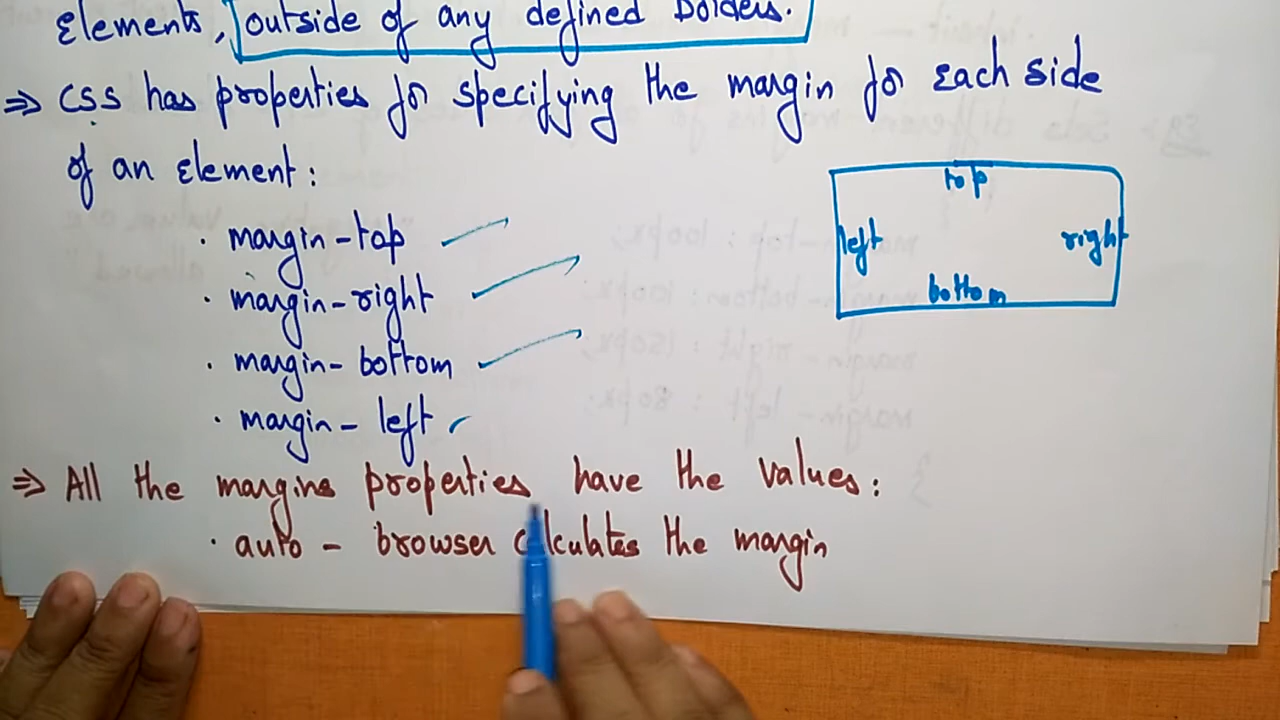 Elements, outside of any defined borders.
⇒ CSS has properties for specifying the margin for each side
of an element:
· margin-top
· margin-right
· margin-bottom
· margin-left
top
left
right
bottom
⇒ All the margins properties have the values:
· auto - browser calculates the margin